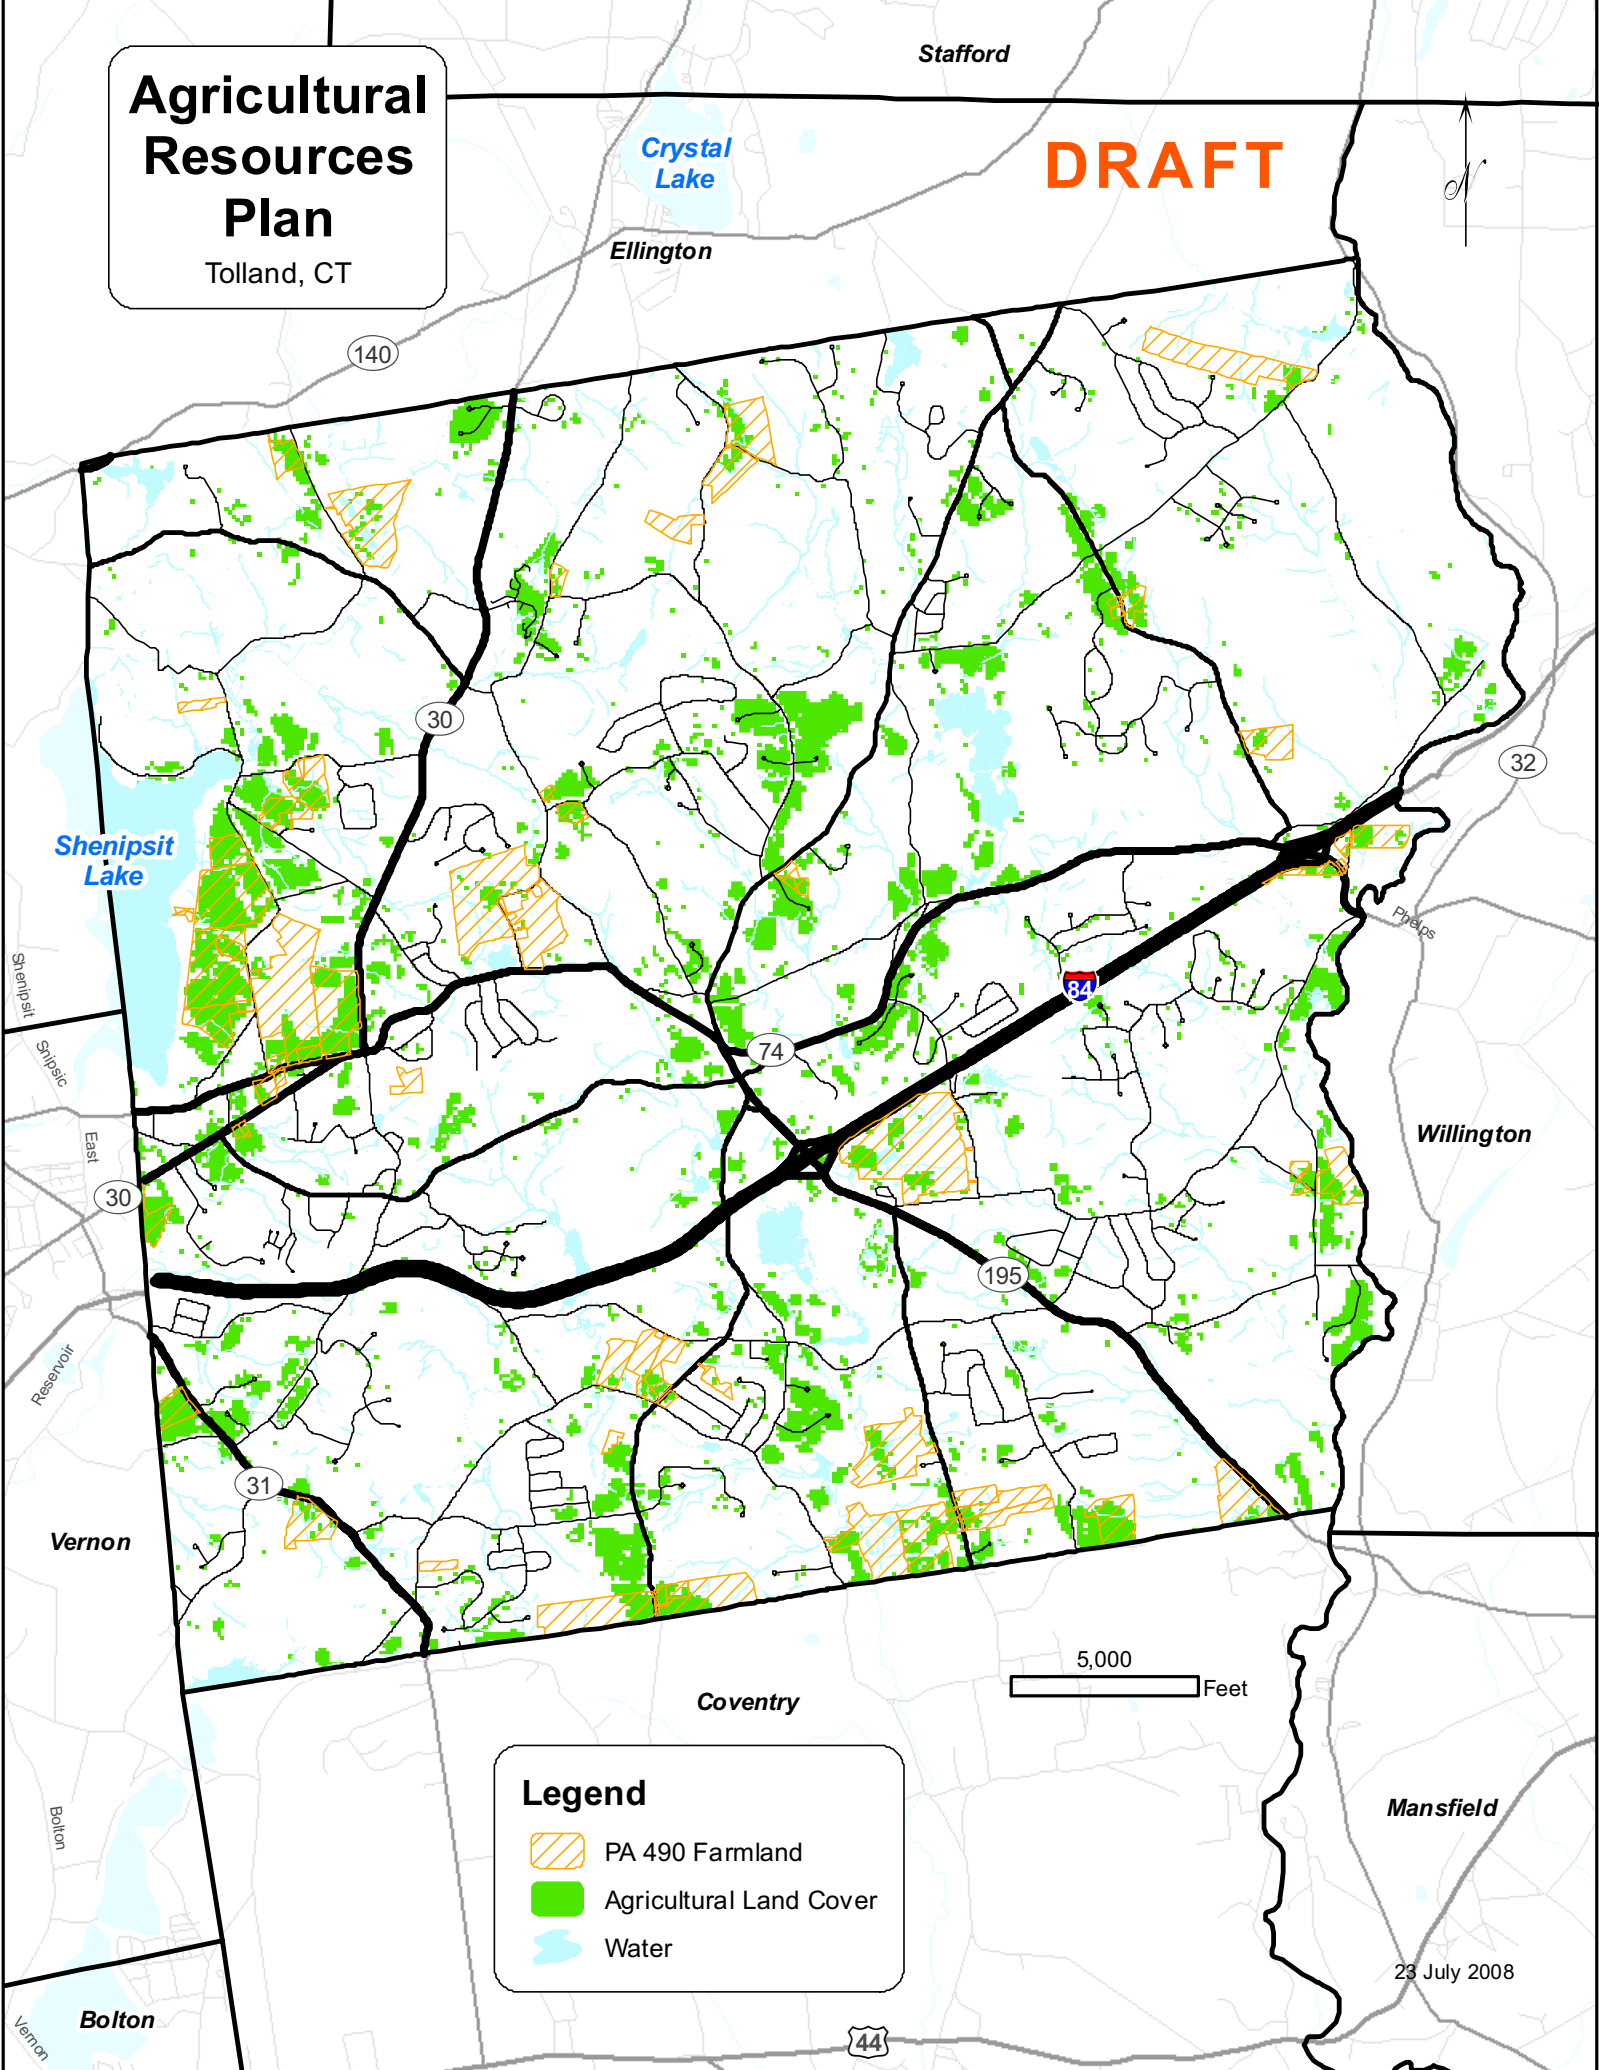 Agricultural
Resources
Plan
Tolland, CT
Stafford
Crystal
Lake
DRAFT
N
Ellington
140
30
32
Shenipsit
Lake
Phelps
84
Shenipsit
Snipsic
74
East
Willington
30
195
Reservoir
31
Vernon
5,000
Feet
Coventry
Legend
PA 490 Farmland
Agricultural Land Cover
Water
Mansfield
Bolton
23 July 2008
Bolton
Vernon
44